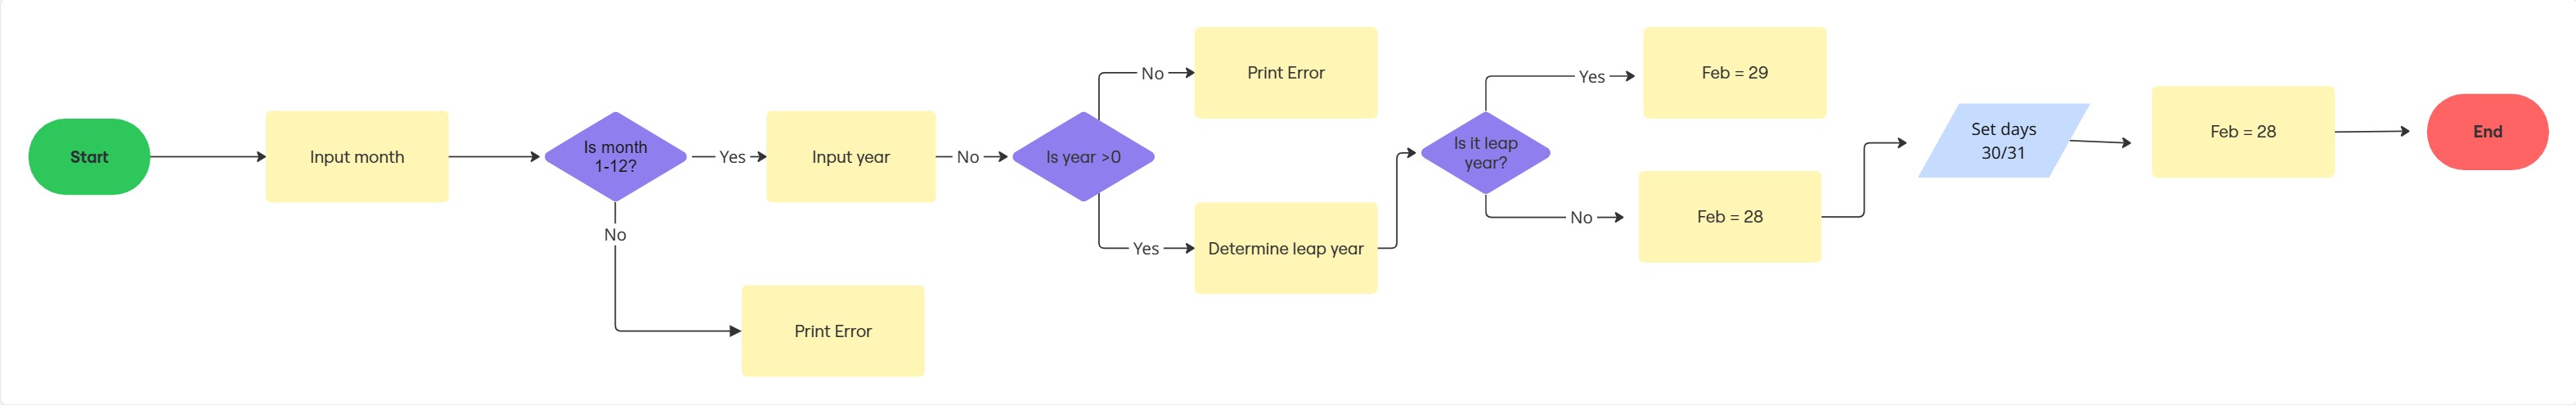 Start
Input month
Is month
1-12?
Yes
No
Print Error
Input year
No
Is year >0
No
Print Error
Yes
Determine leap year
Is it leap
year?
Yes
Feb = 29
No
Feb = 28
Set days
30/31
Feb = 28
End